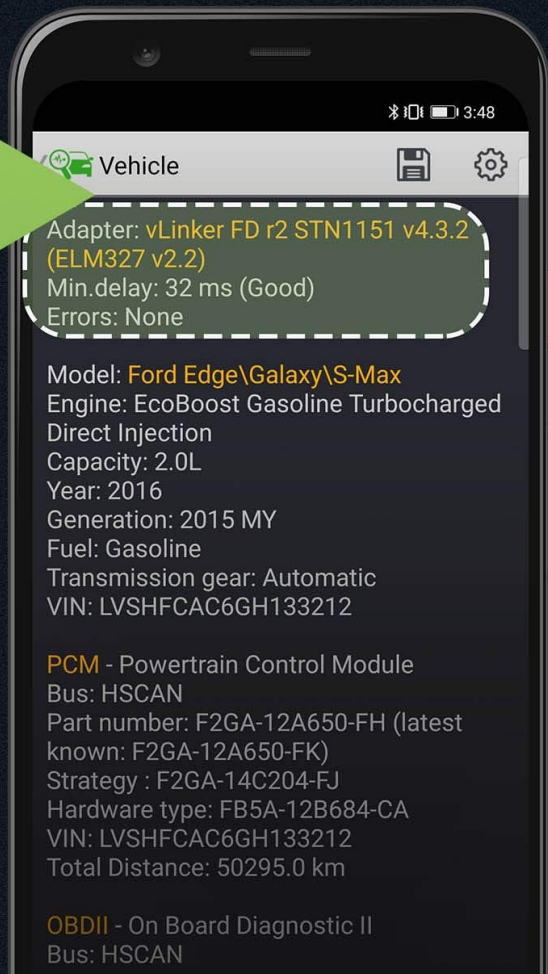 3:48
Vehicle
Adapter: vLinker FD r2 STN1151 v4.3.2
(ELM327 v2.2)
Min.delay: 32 ms (Good)
Errors: None
Model: Ford Edge\Galaxy\S-Max
Engine: EcoBoost Gasoline Turbocharged
Direct Injection
Capacity: 2.0L
Year: 2016
Generation: 2015 MY
Fuel: Gasoline
Transmission gear: Automatic
VIN: LVSHFCAC6GH133212
PCM - Powertrain Control Module
Bus: HSCAN
Part number: F2GA-12A650-FH (latest
known: F2GA-12A650-FK)
Strategy : F2GA-14C204-FJ
Hardware type: FB5A-12B684-CA
VIN: LVSHFCAC6GH133212
Total Distance: 50295.0 km
OBDII - On Board Diagnostic II
Bus: HSCAN